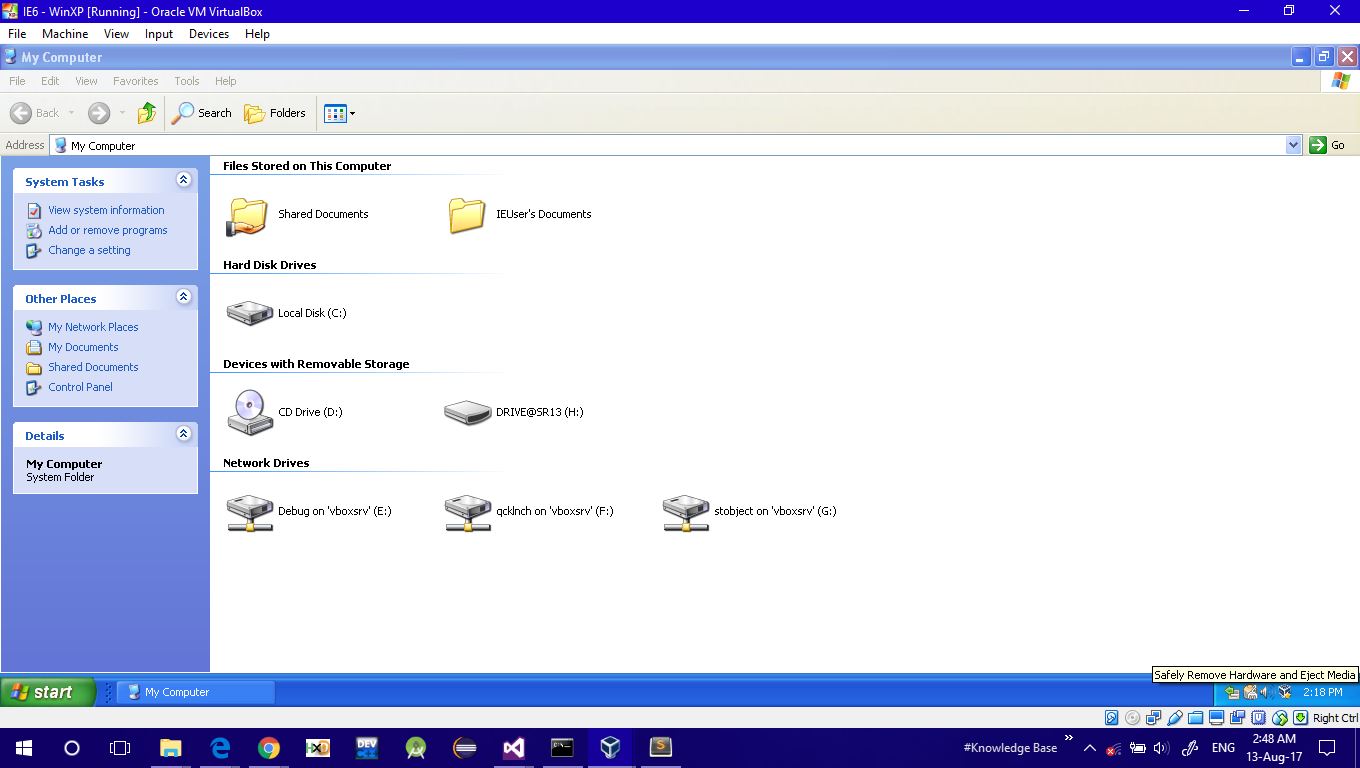 IE6 - WinXP [Running] - Oracle VM VirtualBox
File Machine View Input Devices Help
My Computer
File Edit View Favorites Tools Help
Back Search Folders
Address My Computer Go
System Tasks
View system information
Add or remove programs
Change a setting
Other Places
My Network Places
My Documents
Shared Documents
Control Panel
Details
My Computer
System Folder
Files Stored on This Computer
Shared Documents IEUser's Documents
Hard Disk Drives
Local Disk (C:)
Devices with Removable Storage
CD Drive (D:) DRIVE@SR13 (H:)
Network Drives
Debug on 'vboxsrv' (E:) qcklnch on 'vboxsrv' (F:) stobject on 'vboxsrv' (G:)
Safely Remove Hardware and Eject Media
start My Computer 2:18 PM
Right Ctrl
DEV
#Knowledge Base ENG 2:48 AM
13-Aug-17